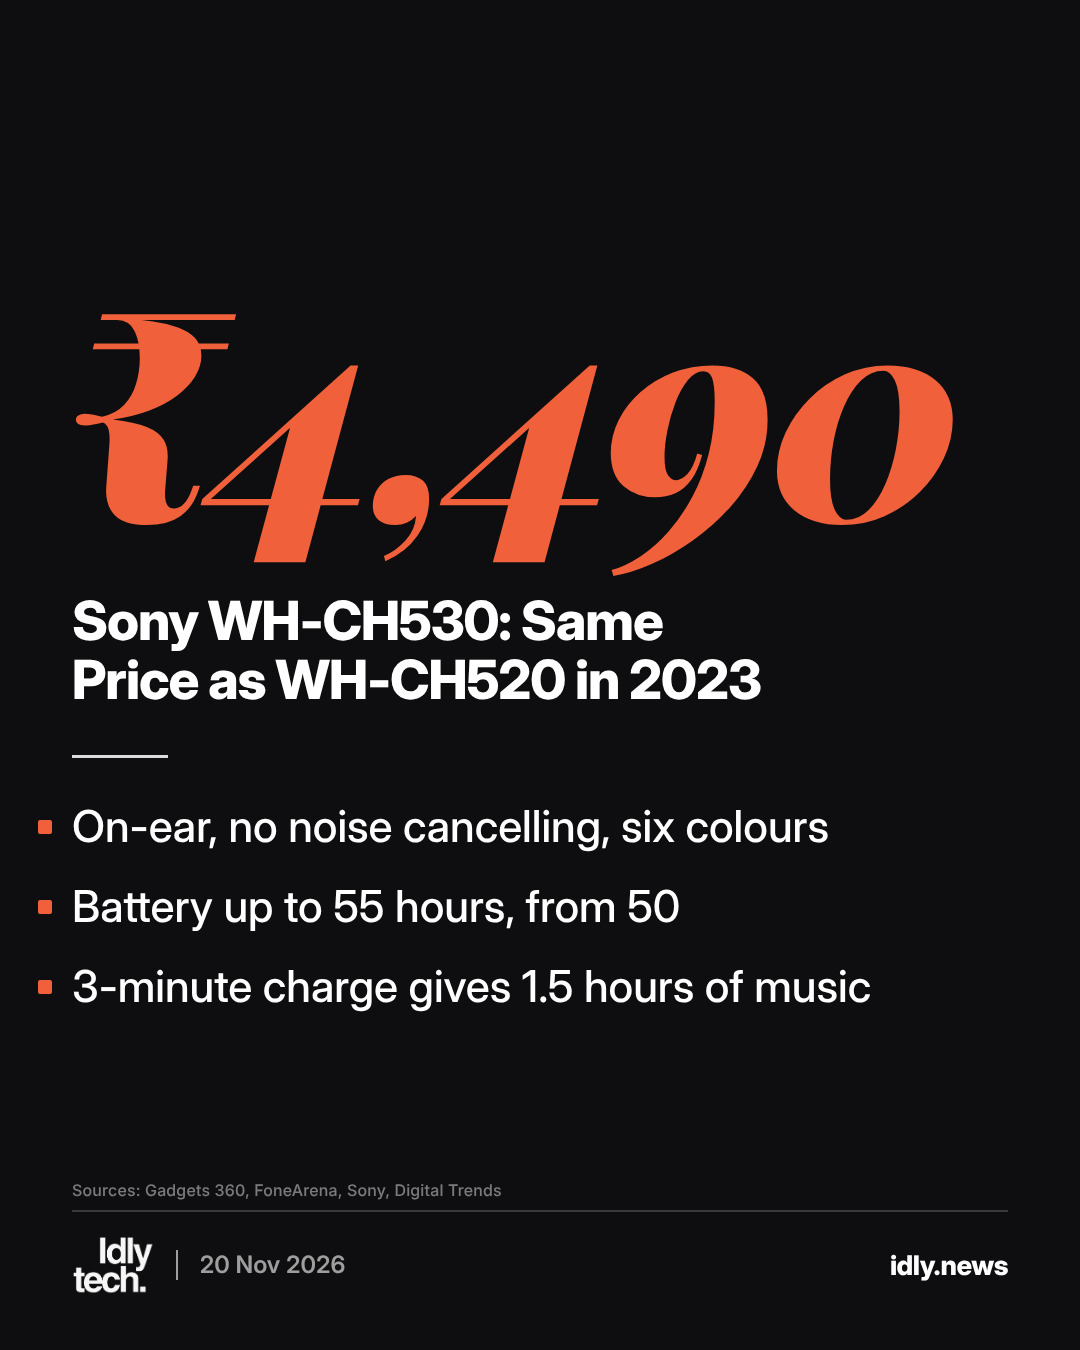 ₹4,490
Sony WH-CH530: Same
Price as WH-CH520 in 2023
On-ear, no noise cancelling, six colours
Battery up to 55 hours, from 50
3-minute charge gives 1.5 hours of music
Sources: Gadgets 360, FoneArena, Sony, Digital Trends
Idly
tech.
20 Nov 2026
idly.news